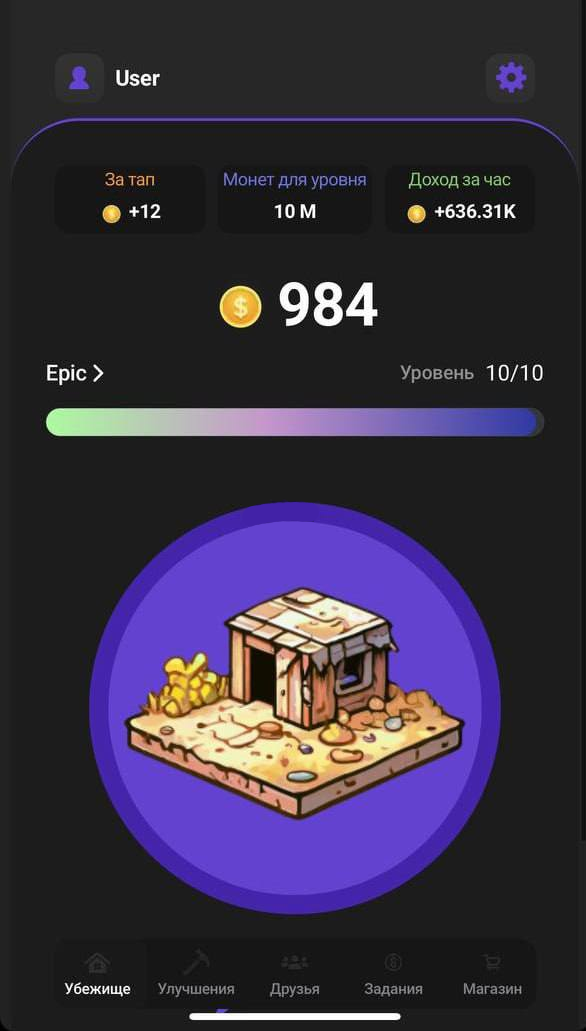 User
За тап
+12
Монет для уровня
10 M
Доход за час
+636.31K
984
Epic
Уровень 10/10
Убежище
Улучшения
Друзья
Задания
Магазин